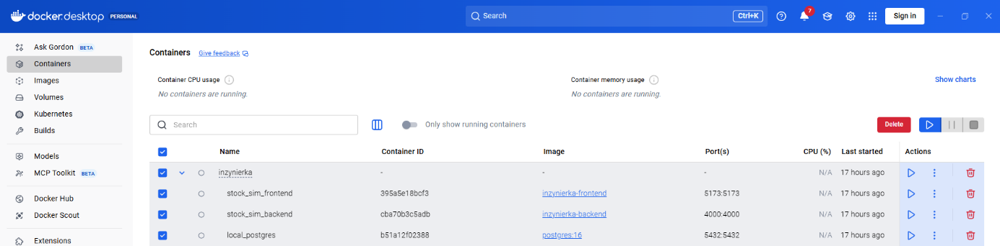 docker.desktop PERSONAL Search Ctrl+K 7 Sign in
Ask Gordon BETA
Containers
Images
Volumes
Kubernetes
Builds
Models
MCP Toolkit BETA
Docker Hub
Docker Scout
Extensions
Containers Give feedback
Container CPU usage Container memory usage Show charts
No containers are running. No containers are running.
Search Only show running containers Delete
Name Container ID Image Port(s) CPU (%) Last started Actions
inzynierka - - - N/A 17 hours ago
stock_sim_frontend 395a5e18bcf3 inzynierka-frontend 5173:5173 N/A 17 hours ago
stock_sim_backend cba70b3c5adb inzynierka-backend 4000:4000 N/A 17 hours ago
local_postgres b51a12f02388 postgres:16 5432:5432 N/A 17 hours ago